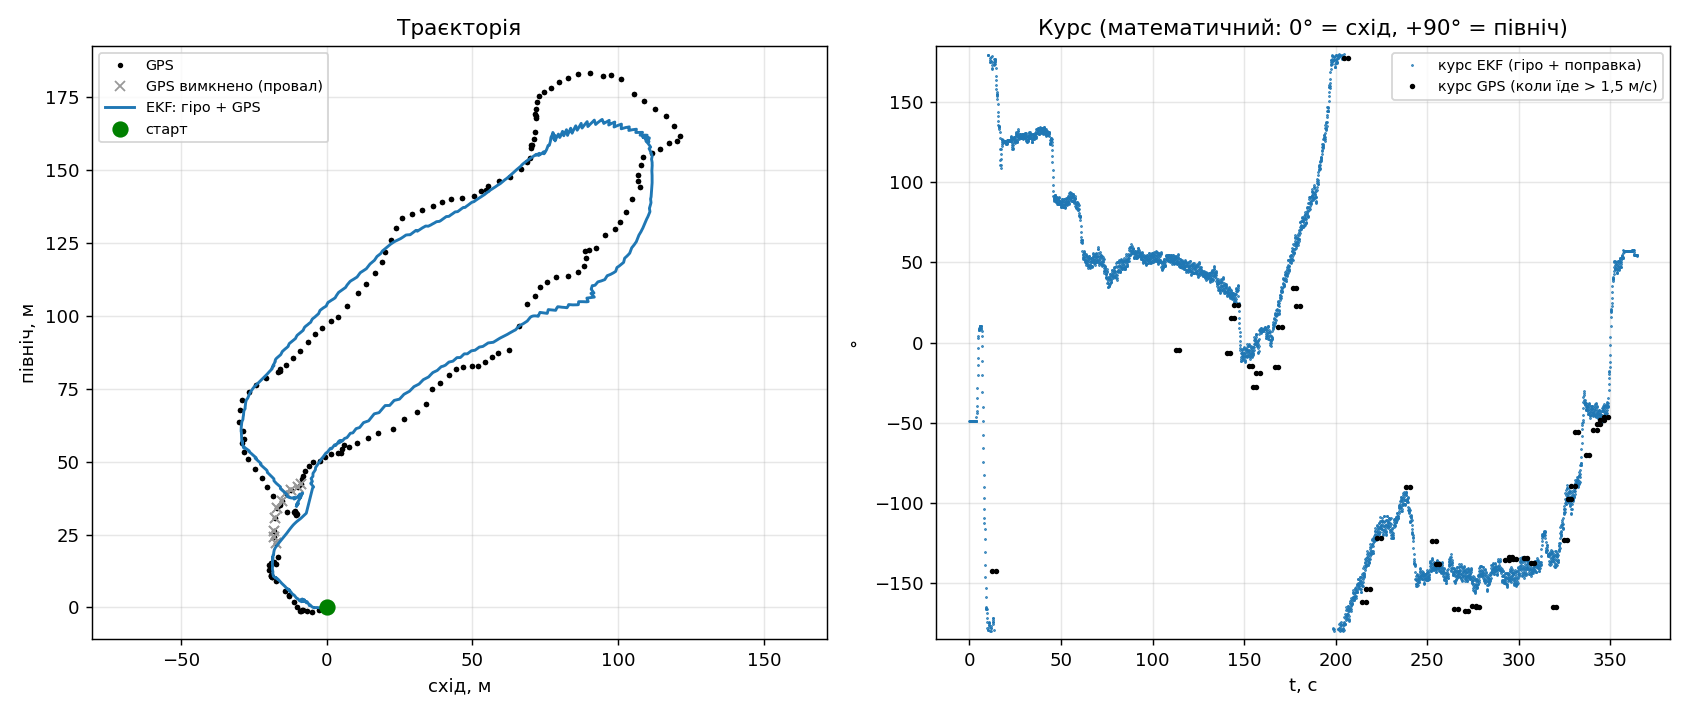 Траєкторія
GPS
GPS вимкнено (провал)
EKF: гіро + GPS
старт
175
150
125
100
75
50
25
0
північ, м
−50
0
50
100
150
схід, м
Курс (математичний: 0° = схід, +90° = північ)
курс EKF (гіро + поправка)
курс GPS (коли їде > 1,5 м/с)
150
100
50
0
−50
−100
−150
°
0
50
100
150
200
250
300
350
t, с